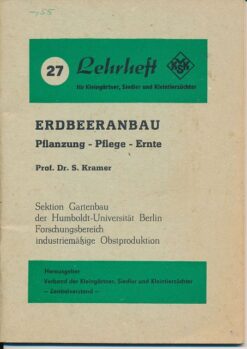 -,55
27 Lehrheft
für Kleingärtner, Siedler und Kleintierzüchter
ERDBEERANBAU
Pflanzung - Pflege - Ernte
Prof. Dr. S. Kramer
Sektion Gartenbau
der Humboldt-Universität Berlin
Forschungsbereich
industriemäßige Obstproduktion
Herausgeber
Verband der Kleingärtner, Siedler und Kleintierzüchter
- Zentralvorstand -